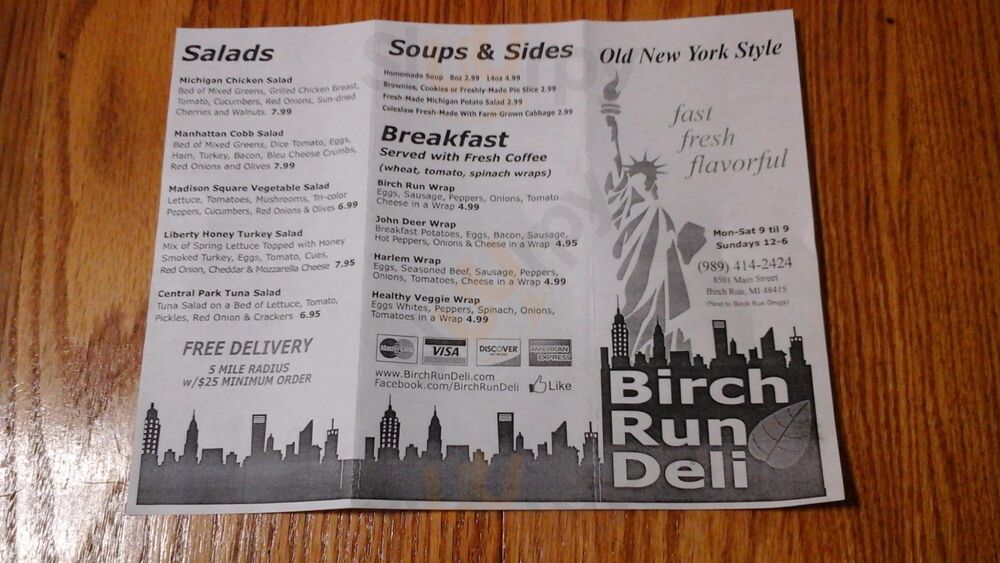 Salads
Michigan Chicken Salad
Bed of Mixed Greens, Grilled Chicken Breast,
Tomato, Cucumbers, Red Onions, Sun-dried
Cherries and Walnuts. 7.99
Manhattan Cobb Salad
Bed of Mixed Greens, Dice Tomato, Eggs,
Ham, Turkey, Bacon, Bleu Cheese Crumbs,
Red Onions and Olives 7.99
Madison Square Vegetable Salad
Lettuce, Tomatoes, Mushrooms, Tri-color
Peppers, Cucumbers, Red Onions & Olives 6.99
Liberty Honey Turkey Salad
Mix of Spring Lettuce Topped with Honey
Smoked Turkey, Eggs, Tomato, Cues,
Red Onion, Cheddar & Mozzarella Cheese 7.95
Central Park Tuna Salad
Tuna Salad on a Bed of Lettuce, Tomato,
Pickles, Red Onion & Crackers 6.95
FREE DELIVERY
5 MILE RADIUS
w/$25 MINIMUM ORDER
Soups & Sides
Homemade Soup 8oz 2.99 14oz 4.99
Brownies, Cookies or Freshly-Made Pie Slice 2.99
Fresh-Made Michigan Potato Salad 2.99
Coleslaw Fresh-Made With Farm-Grown Cabbage 2.99
Breakfast
Served with Fresh Coffee
(wheat, tomato, spinach wraps)
Birch Run Wrap
Eggs, Sausage, Peppers, Onions, Tomato
Cheese in a Wrap 4.99
John Deer Wrap
Breakfast Potatoes, Eggs, Bacon, Sausage,
Hot Peppers, Onions & Cheese in a Wrap 4.95
Harlem Wrap
Eggs, Seasoned Beef, Sausage, Peppers,
Onions, Tomatoes, Cheese in a Wrap 4.99
Healthy Veggie Wrap
Eggs Whites, Peppers, Spinach, Onions,
Tomatoes in a Wrap 4.99
MasterCard VISA DISCOVER AMERICAN EXPRESS
www.BirchRunDeli.com
Facebook.com/BirchRunDeli Like
Old New York Style
fast
fresh
flavorful
Mon-Sat 9 til 9
Sundays 12-6
(989) 414-2424
8501 Main Street
Birch Run, MI 48415
(Next to Birch Run Drugs)
Birch
Run
Deli